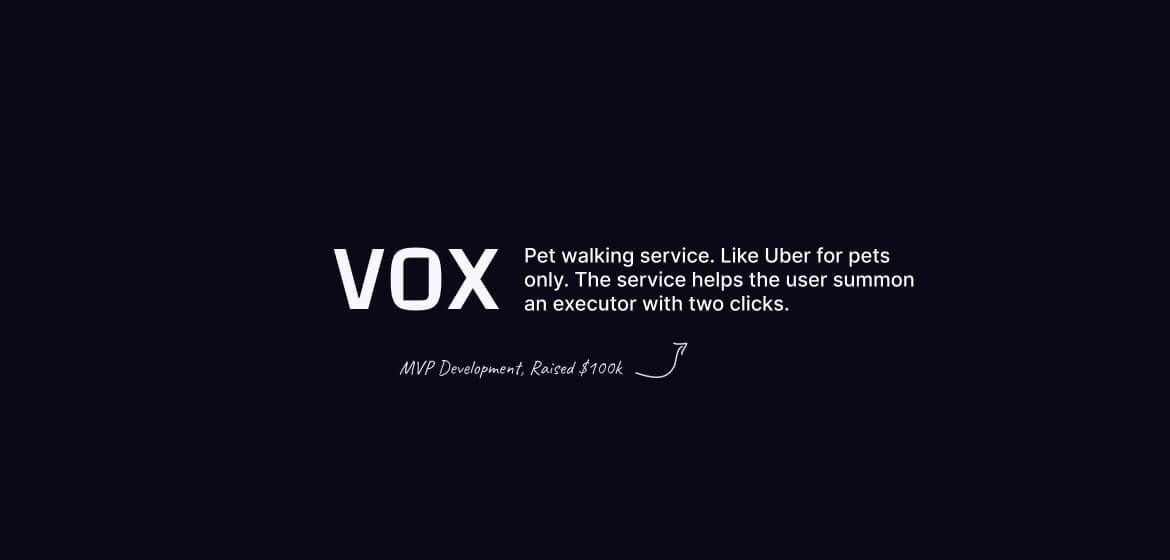 VOX
Pet walking service. Like Uber for pets
only. The service helps the user summon
an executor with two clicks.
MVP Development, Raised $100k